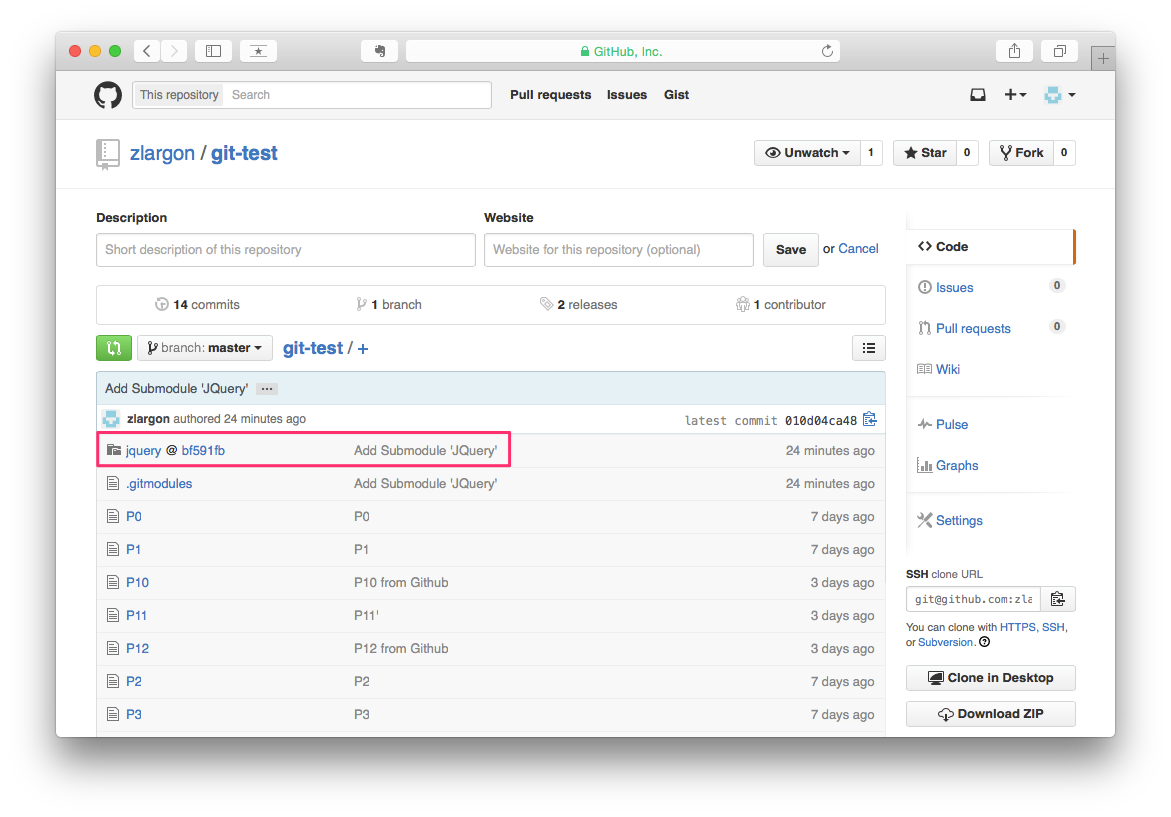 GitHub, Inc.
This repository Search Pull requests Issues Gist
zlargon / git-test
Unwatch 1 Star 0 Fork 0
Description Website
Short description of this repository Website for this repository (optional) Save or Cancel
14 commits 1 branch 2 releases 1 contributor
branch: master git-test / +
Add Submodule 'JQuery' ...
zlargon authored 24 minutes ago latest commit 010d04ca48
jquery @ bf591fb Add Submodule 'JQuery' 24 minutes ago
.gitmodules Add Submodule 'JQuery' 24 minutes ago
P0 P0 7 days ago
P1 P1 7 days ago
P10 P10 from Github 3 days ago
P11 P11' 3 days ago
P12 P12 from Github 3 days ago
P2 P2 7 days ago
P3 P3 7 days ago
Code
Issues 0
Pull requests 0
Wiki
Pulse
Graphs
Settings
SSH clone URL
git@github.com:zla
You can clone with HTTPS, SSH,
or Subversion.
Clone in Desktop
Download ZIP